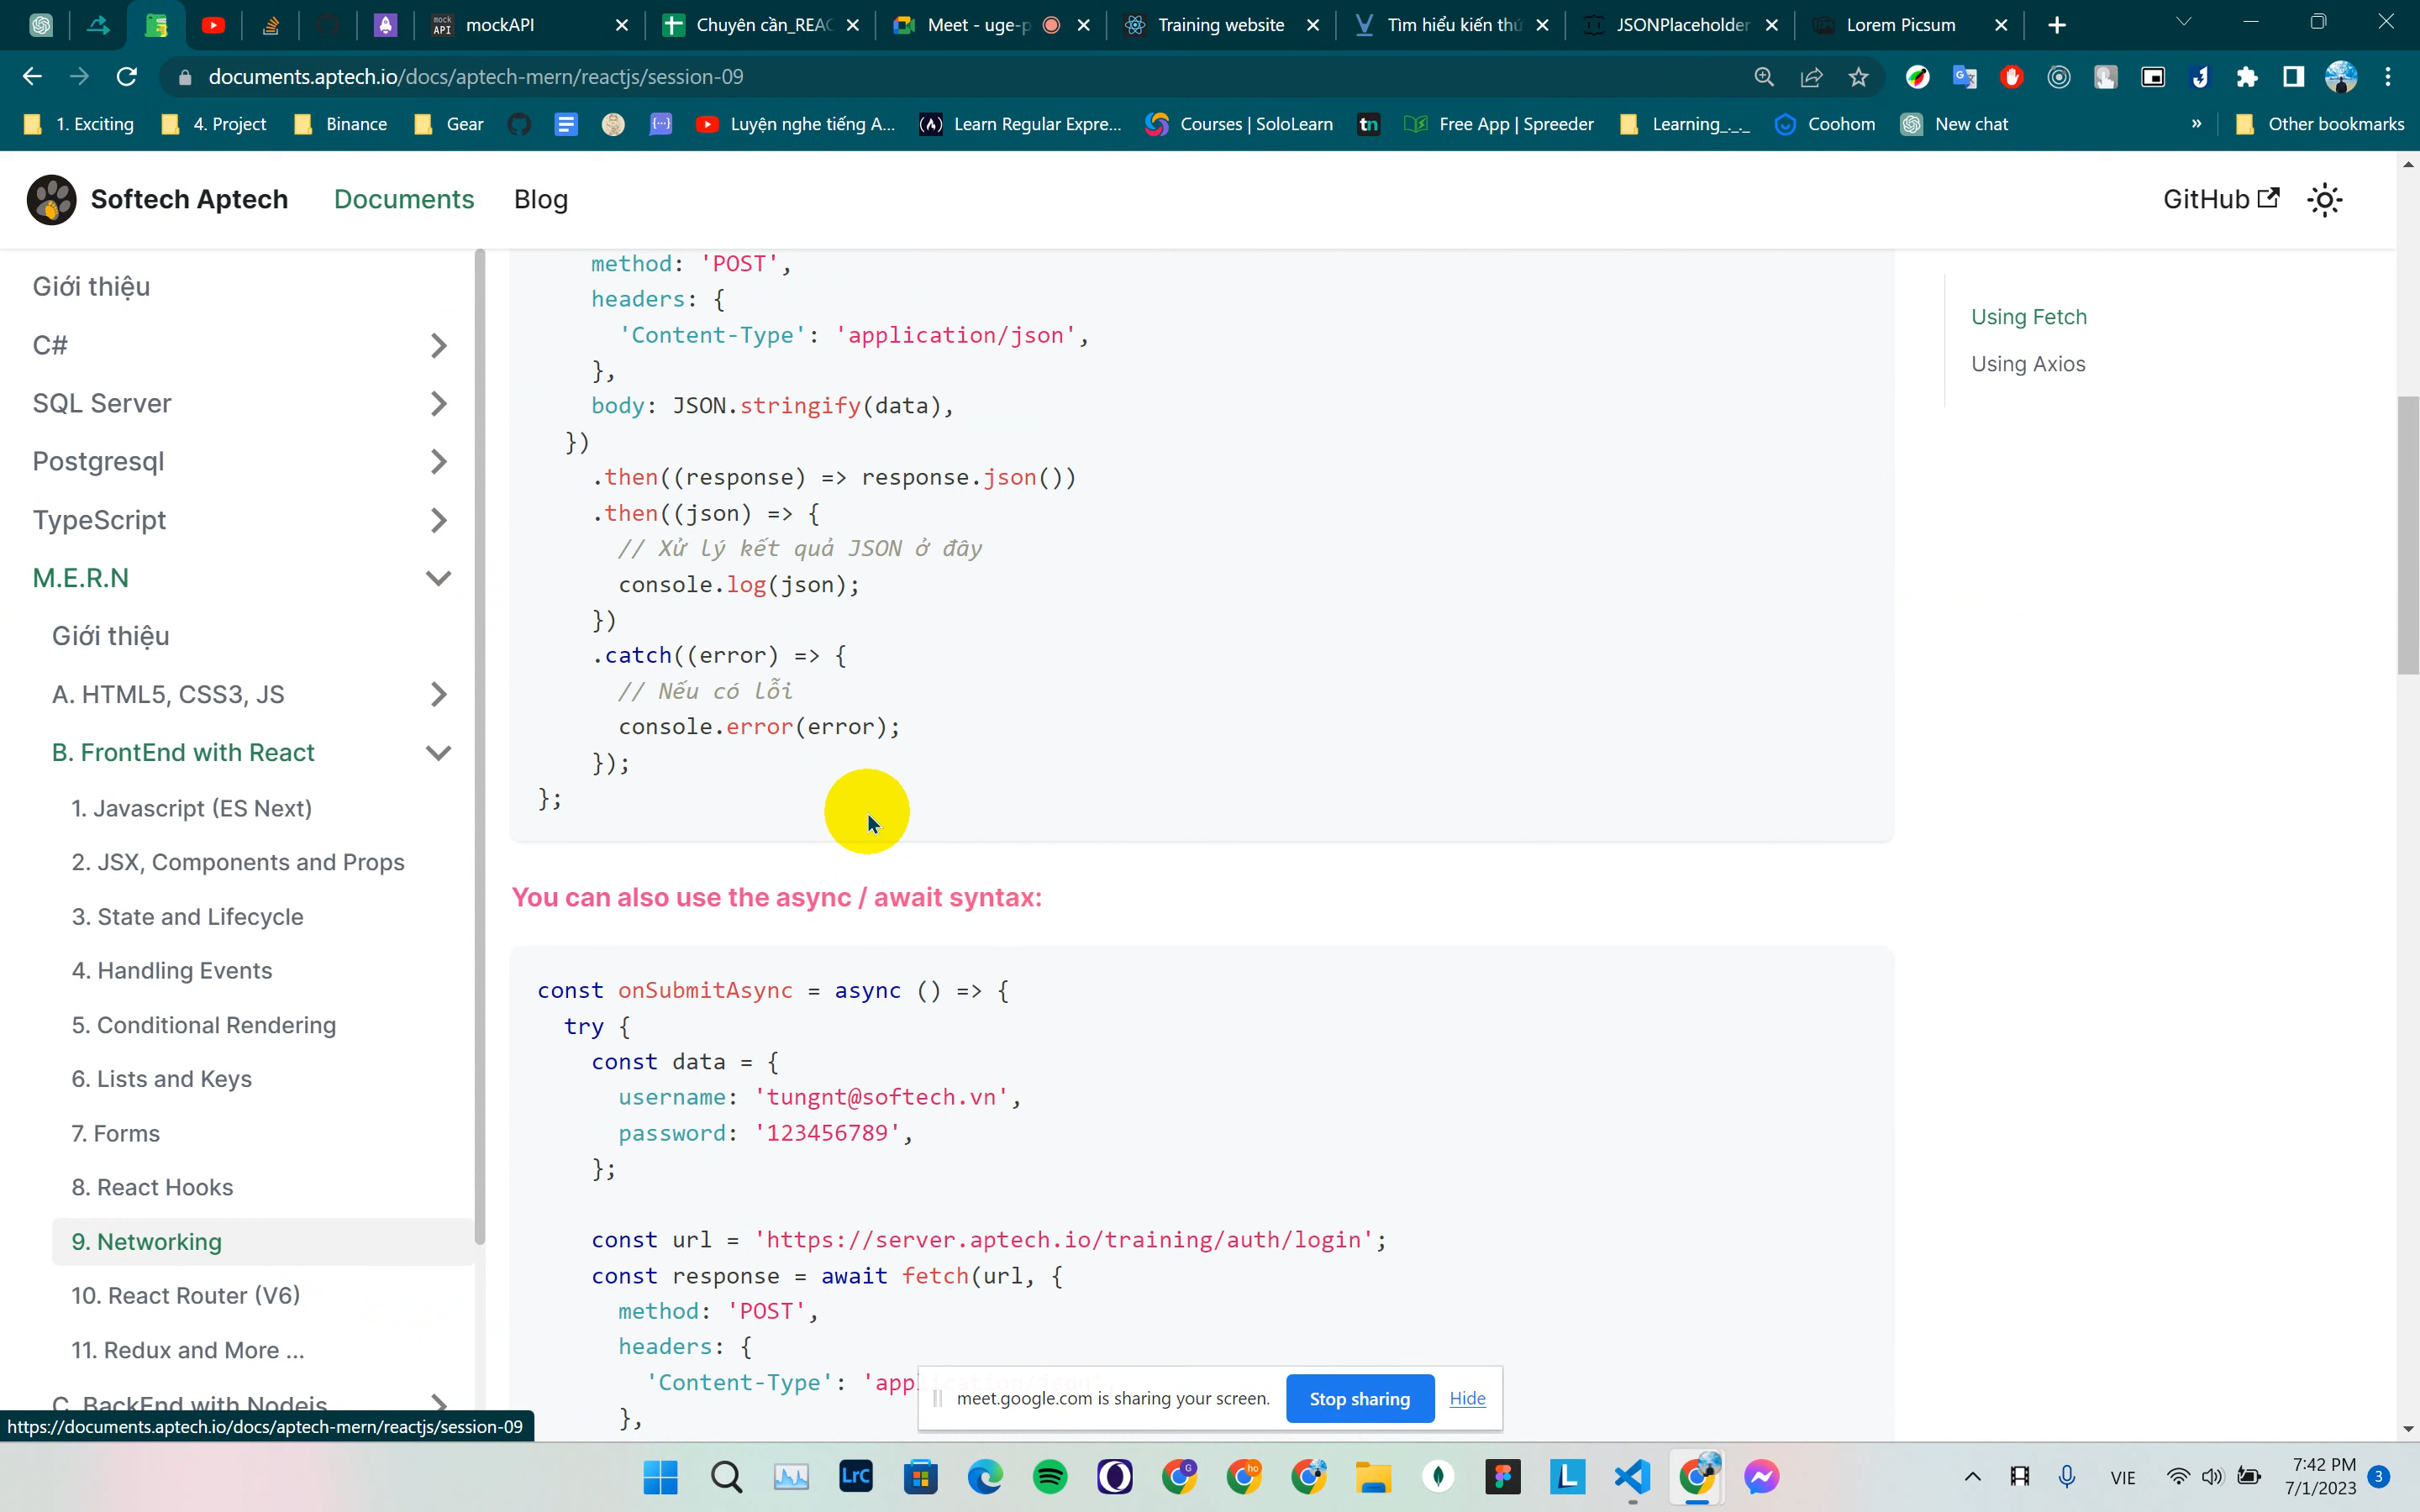 mockAPI
Chuyên cần_REAC
Meet - uge-p
Training website
Tìm hiểu kiến thứ
JSONPlaceholder
Lorem Picsum
documents.aptech.io/docs/aptech-mern/reactjs/session-09
1. Exciting
4. Project
Binance
Gear
Luyện nghe tiếng A...
Learn Regular Expre...
Courses | SoloLearn
tn
Free App | Spreeder
Learning_._._
Coohom
New chat
»
Other bookmarks
Softech Aptech
Documents
Blog
GitHub
Giới thiệu
C#
SQL Server
Postgresql
TypeScript
M.E.R.N
Giới thiệu
A. HTML5, CSS3, JS
B. FrontEnd with React
1. Javascript (ES Next)
2. JSX, Components and Props
3. State and Lifecycle
4. Handling Events
5. Conditional Rendering
6. Lists and Keys
7. Forms
8. React Hooks
9. Networking
10. React Router (V6)
11. Redux and More ...
C. BackEnd with Nodejs
https://documents.aptech.io/docs/aptech-mern/reactjs/session-09
method: 'POST',
headers: {
'Content-Type': 'application/json',
},
body: JSON.stringify(data),
})
.then((response) => response.json())
.then((json) => {
// Xử lý kết quả JSON ở đây
console.log(json);
})
.catch((error) => {
// Nếu có lỗi
console.error(error);
});
};
You can also use the async / await syntax:
const onSubmitAsync = async () => {
try {
const data = {
username: 'tungnt@softech.vn',
password: '123456789',
};
const url = 'https://server.aptech.io/training/auth/login';
const response = await fetch(url, {
method: 'POST',
headers: {
'Content-Type': 'app
},
Using Fetch
Using Axios
meet.google.com is sharing your screen.
Stop sharing
Hide
LrC
VIE
7:42 PM
7/1/2023
3